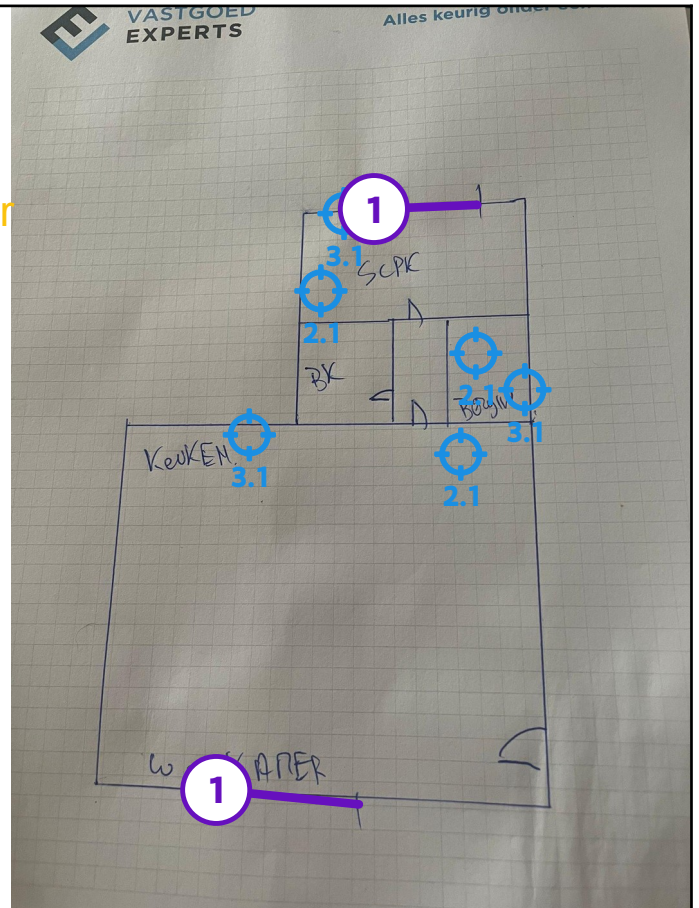 VASTGOED
EXPERTS
Alles keurig onder
r
1
3.1
SLPK
2.1
BK
2.1
3.1
KeuKEN
3.1
2.1
1